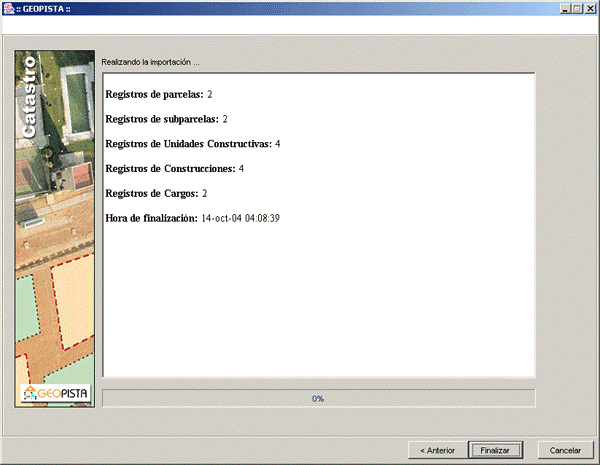 :: GEOPISTA ::
Catastro
Realizando la importación ...
Registros de parcelas: 2
Registros de subparcelas: 2
Registros de Unidades Constructivas: 4
Registros de Construcciones: 4
Registros de Cargos: 2
Hora de finalización: 14-oct-04 04:08:39
GEOPISTA
0%
< Anterior
Finalizar
Cancelar